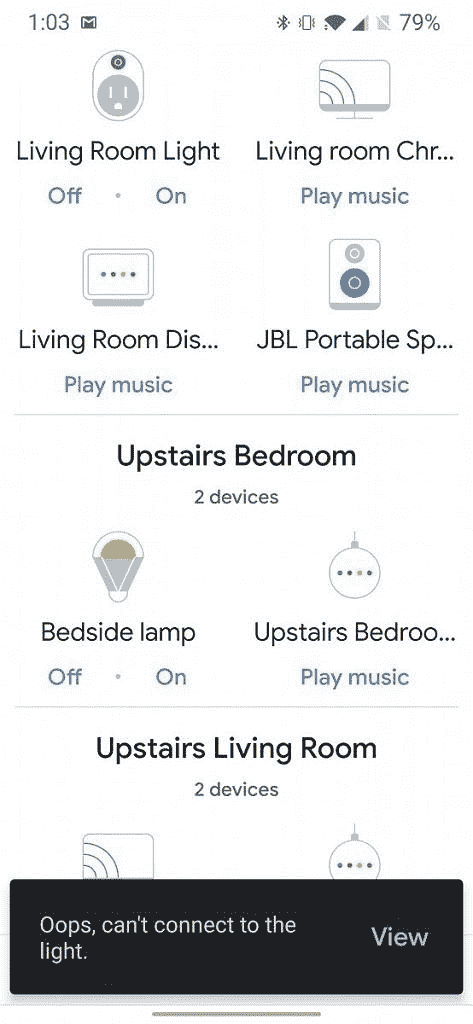 1:03 79%
Living Room Light Living room Chr...
Off · On Play music
Living Room Dis... JBL Portable Sp...
Play music Play music
Upstairs Bedroom
2 devices
Bedside lamp Upstairs Bedroo...
Off · On Play music
Upstairs Living Room
2 devices
Oops, can't connect to the
light.
View